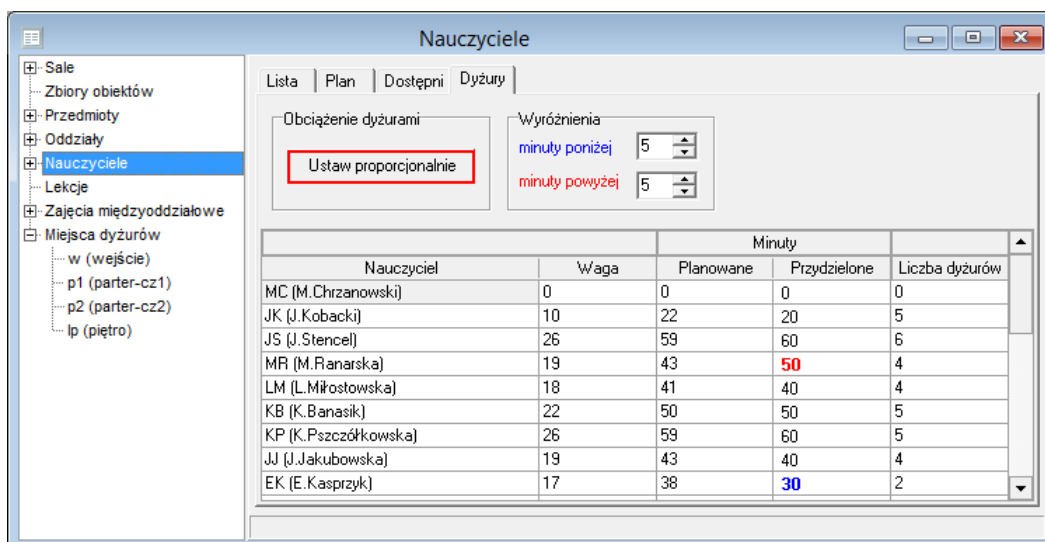 Nauczyciele
Sale
Zbiory obiektów
Przedmioty
Oddziały
Nauczyciele
Lekcje
Zajęcia międzyoddziałowe
Miejsca dyżurów
w (wejście)
p1 (parter-cz1)
p2 (parter-cz2)
Ip (piętro)
Lista Plan Dostępni Dyżury
Obciążenie dyżurami
Ustaw proporcjonalnie
Wyróżnienia
minuty poniżej 5
minuty powyżej 5
Minuty
Nauczyciel Waga Planowane Przydzielone Liczba dyżurów
MC (M.Chrzanowski) 0 0 0 0
JK (J.Kobacki) 10 22 20 5
JS (J.Stencel) 26 59 60 6
MR (M.Ranarska) 19 43 50 4
LM (L.Miłostowska) 18 41 40 4
KB (K.Banasik) 22 50 50 5
KP (K.Pszczółkowska) 26 59 60 5
JJ (J.Jakubowska) 19 43 40 4
EK (E.Kasprzyk) 17 38 30 2